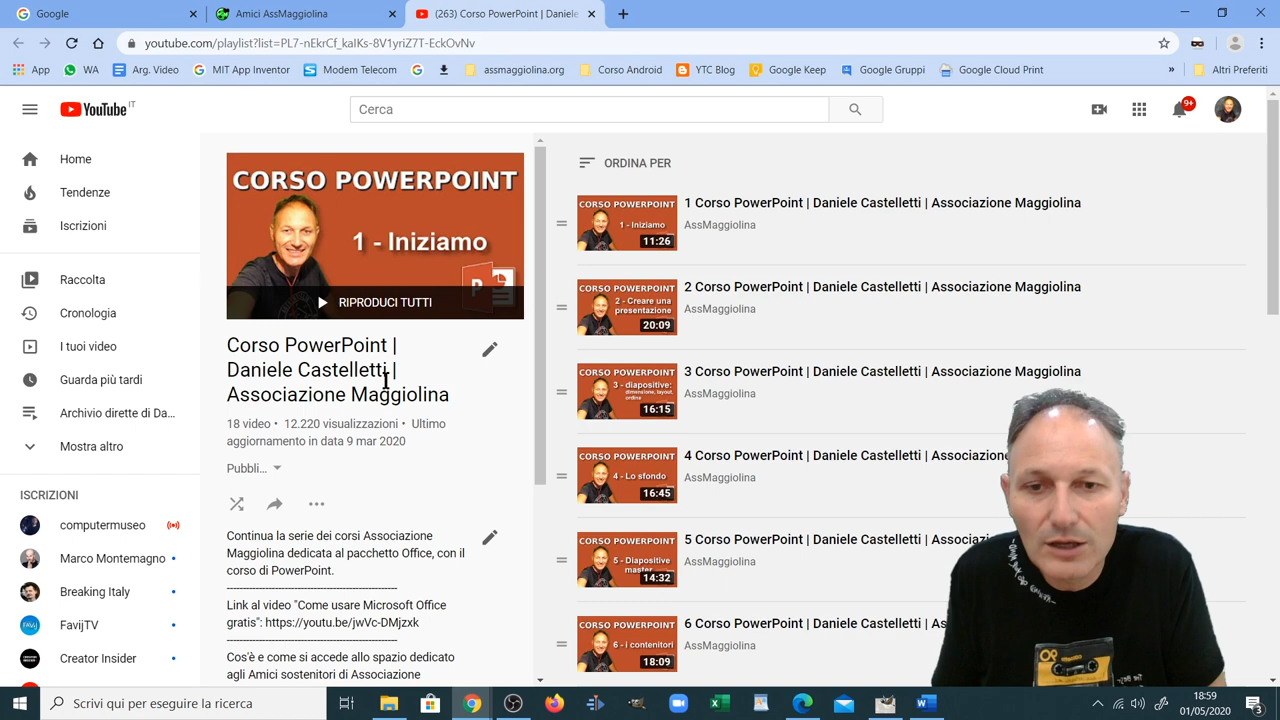 Google
Amici AssMaggiolina
(263) Corso PowerPoint | Daniele
youtube.com/playlist?list=PL7-nEkrCf_kaIKs-8V1yriZ7T-EckOvNv
App WA Arg. Video MIT App Inventor Modem Telecom assmaggiolina.org Corso Android YTC Blog Google Keep Google Gruppi Google Cloud Print » Altri Preferiti
YouTube IT
Cerca
9+
Home
Tendenze
Iscrizioni
Raccolta
Cronologia
I tuoi video
Guarda più tardi
Archivio dirette di Da...
Mostra altro
ISCRIZIONI
computermuseo
Marco Montemagno
Breaking Italy
FavijTV
Creator Insider
CORSO POWERPOINT
1 - Iniziamo
P
RIPRODUCI TUTTI
Corso PowerPoint |
Daniele Castelletti |
Associazione Maggiolina
18 video • 12.220 visualizzazioni • Ultimo
aggiornamento in data 9 mar 2020
Pubbli...
Continua la serie dei corsi Associazione
Maggiolina dedicata al pacchetto Office, con il
corso di PowerPoint.
----------------------------------------------------
Link al video "Come usare Microsoft Office
gratis": https://youtu.be/jwVc-DMjzxk
----------------------------------------------------
Cos'è e come si accede allo spazio dedicato
agli Amici sostenitori di Associazione
ORDINA PER
CORSO POWERPOINT
1 - Iniziamo
11:26
1 Corso PowerPoint | Daniele Castelletti | Associazione Maggiolina
AssMaggiolina
CORSO POWERPOINT
2 - Creare una
presentazione
20:09
2 Corso PowerPoint | Daniele Castelletti | Associazione Maggiolina
AssMaggiolina
CORSO POWERPOINT
3 - diapositive:
dimensione, layout,
ordine
16:15
3 Corso PowerPoint | Daniele Castelletti | Associazione Maggiolina
AssMaggiolina
CORSO POWERPOINT
4 - Lo sfondo
16:45
4 Corso PowerPoint | Daniele Castelletti | Associazione
AssMaggiolina
CORSO POWERPOINT
5 - Diapositive
master
14:32
5 Corso PowerPoint | Daniele Castelletti | Associaz
AssMaggiolina
CORSO POWERPOINT
6 - i contenitori
18:09
6 Corso PowerPoint | Daniele Castelletti | As
AssMaggiolina
Scrivi qui per eseguire la ricerca
18:59
01/05/2020
3